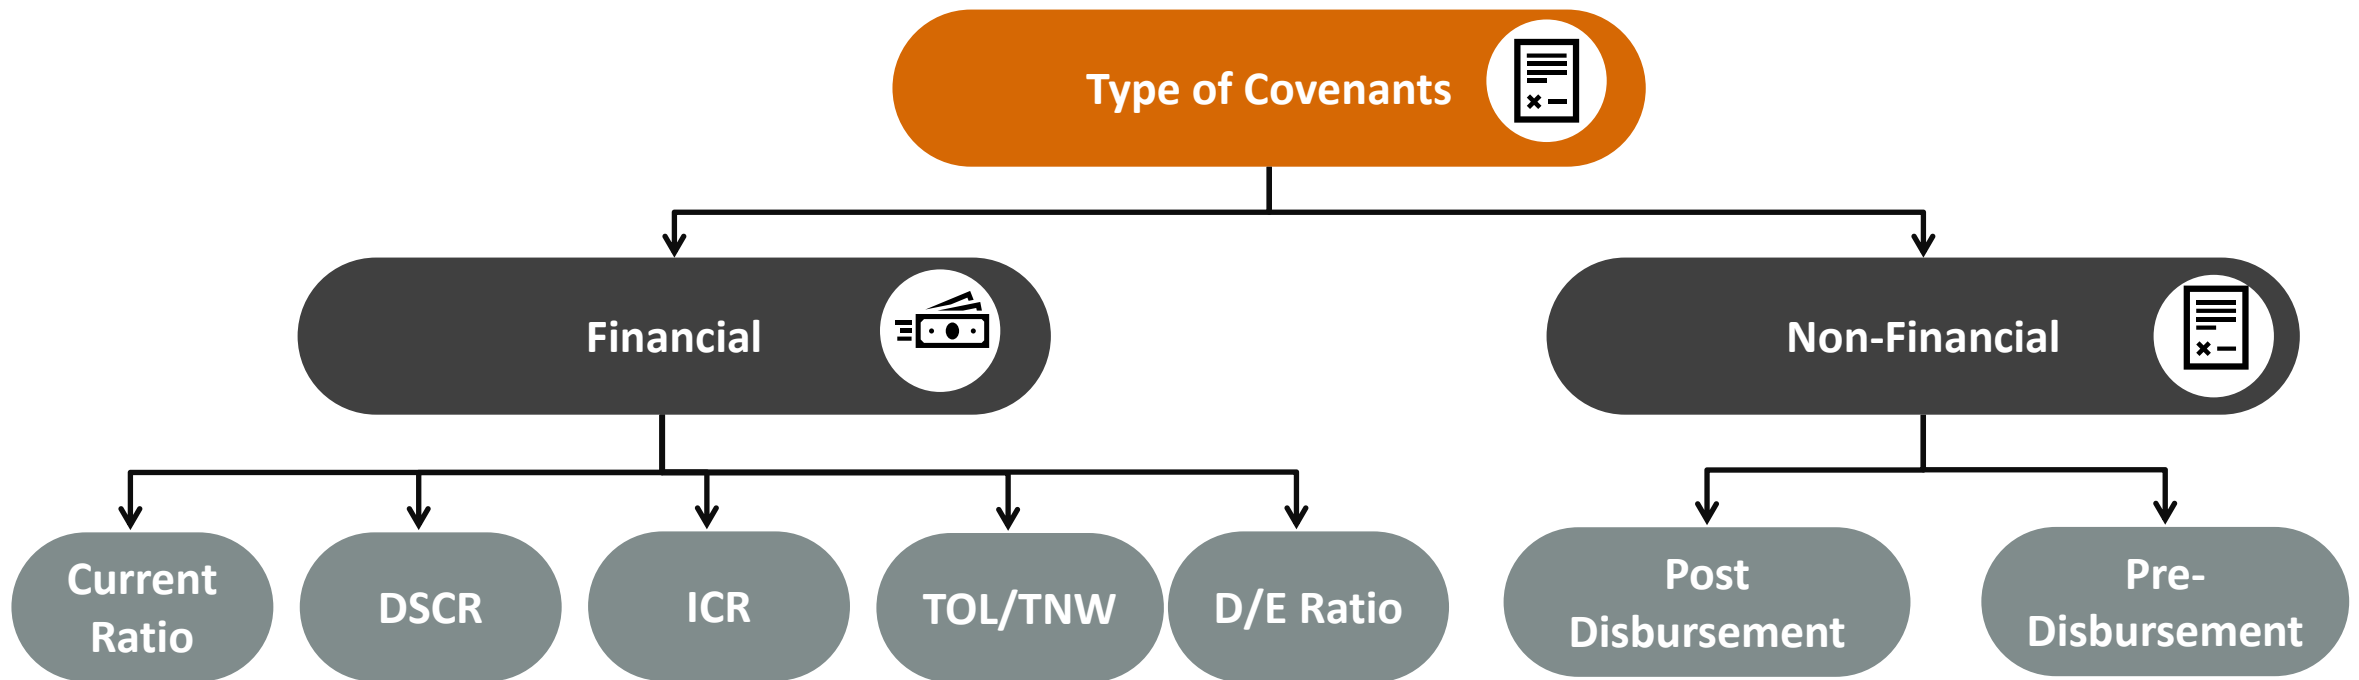 Type of Covenants
Financial
Non-Financial
Current
Ratio
DSCR
ICR
TOL/TNW
D/E Ratio
Post
Disbursement
Pre-
Disbursement